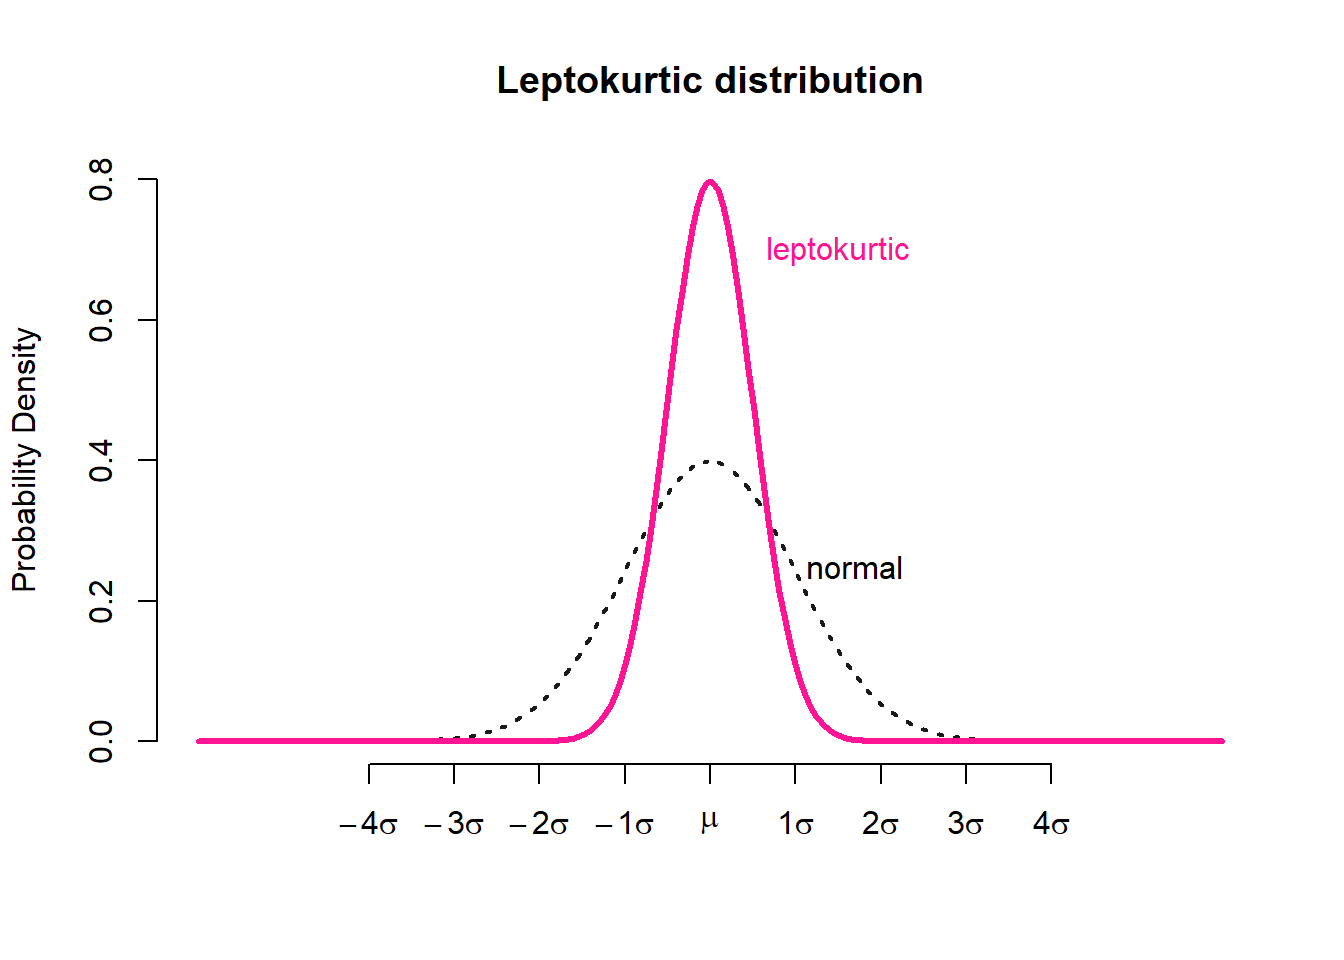 Leptokurtic distribution
0.8
0.6
0.4
0.2
0.0
Probability Density
leptokurtic
normal
−4σ −3σ −2σ −1σ μ 1σ 2σ 3σ 4σ